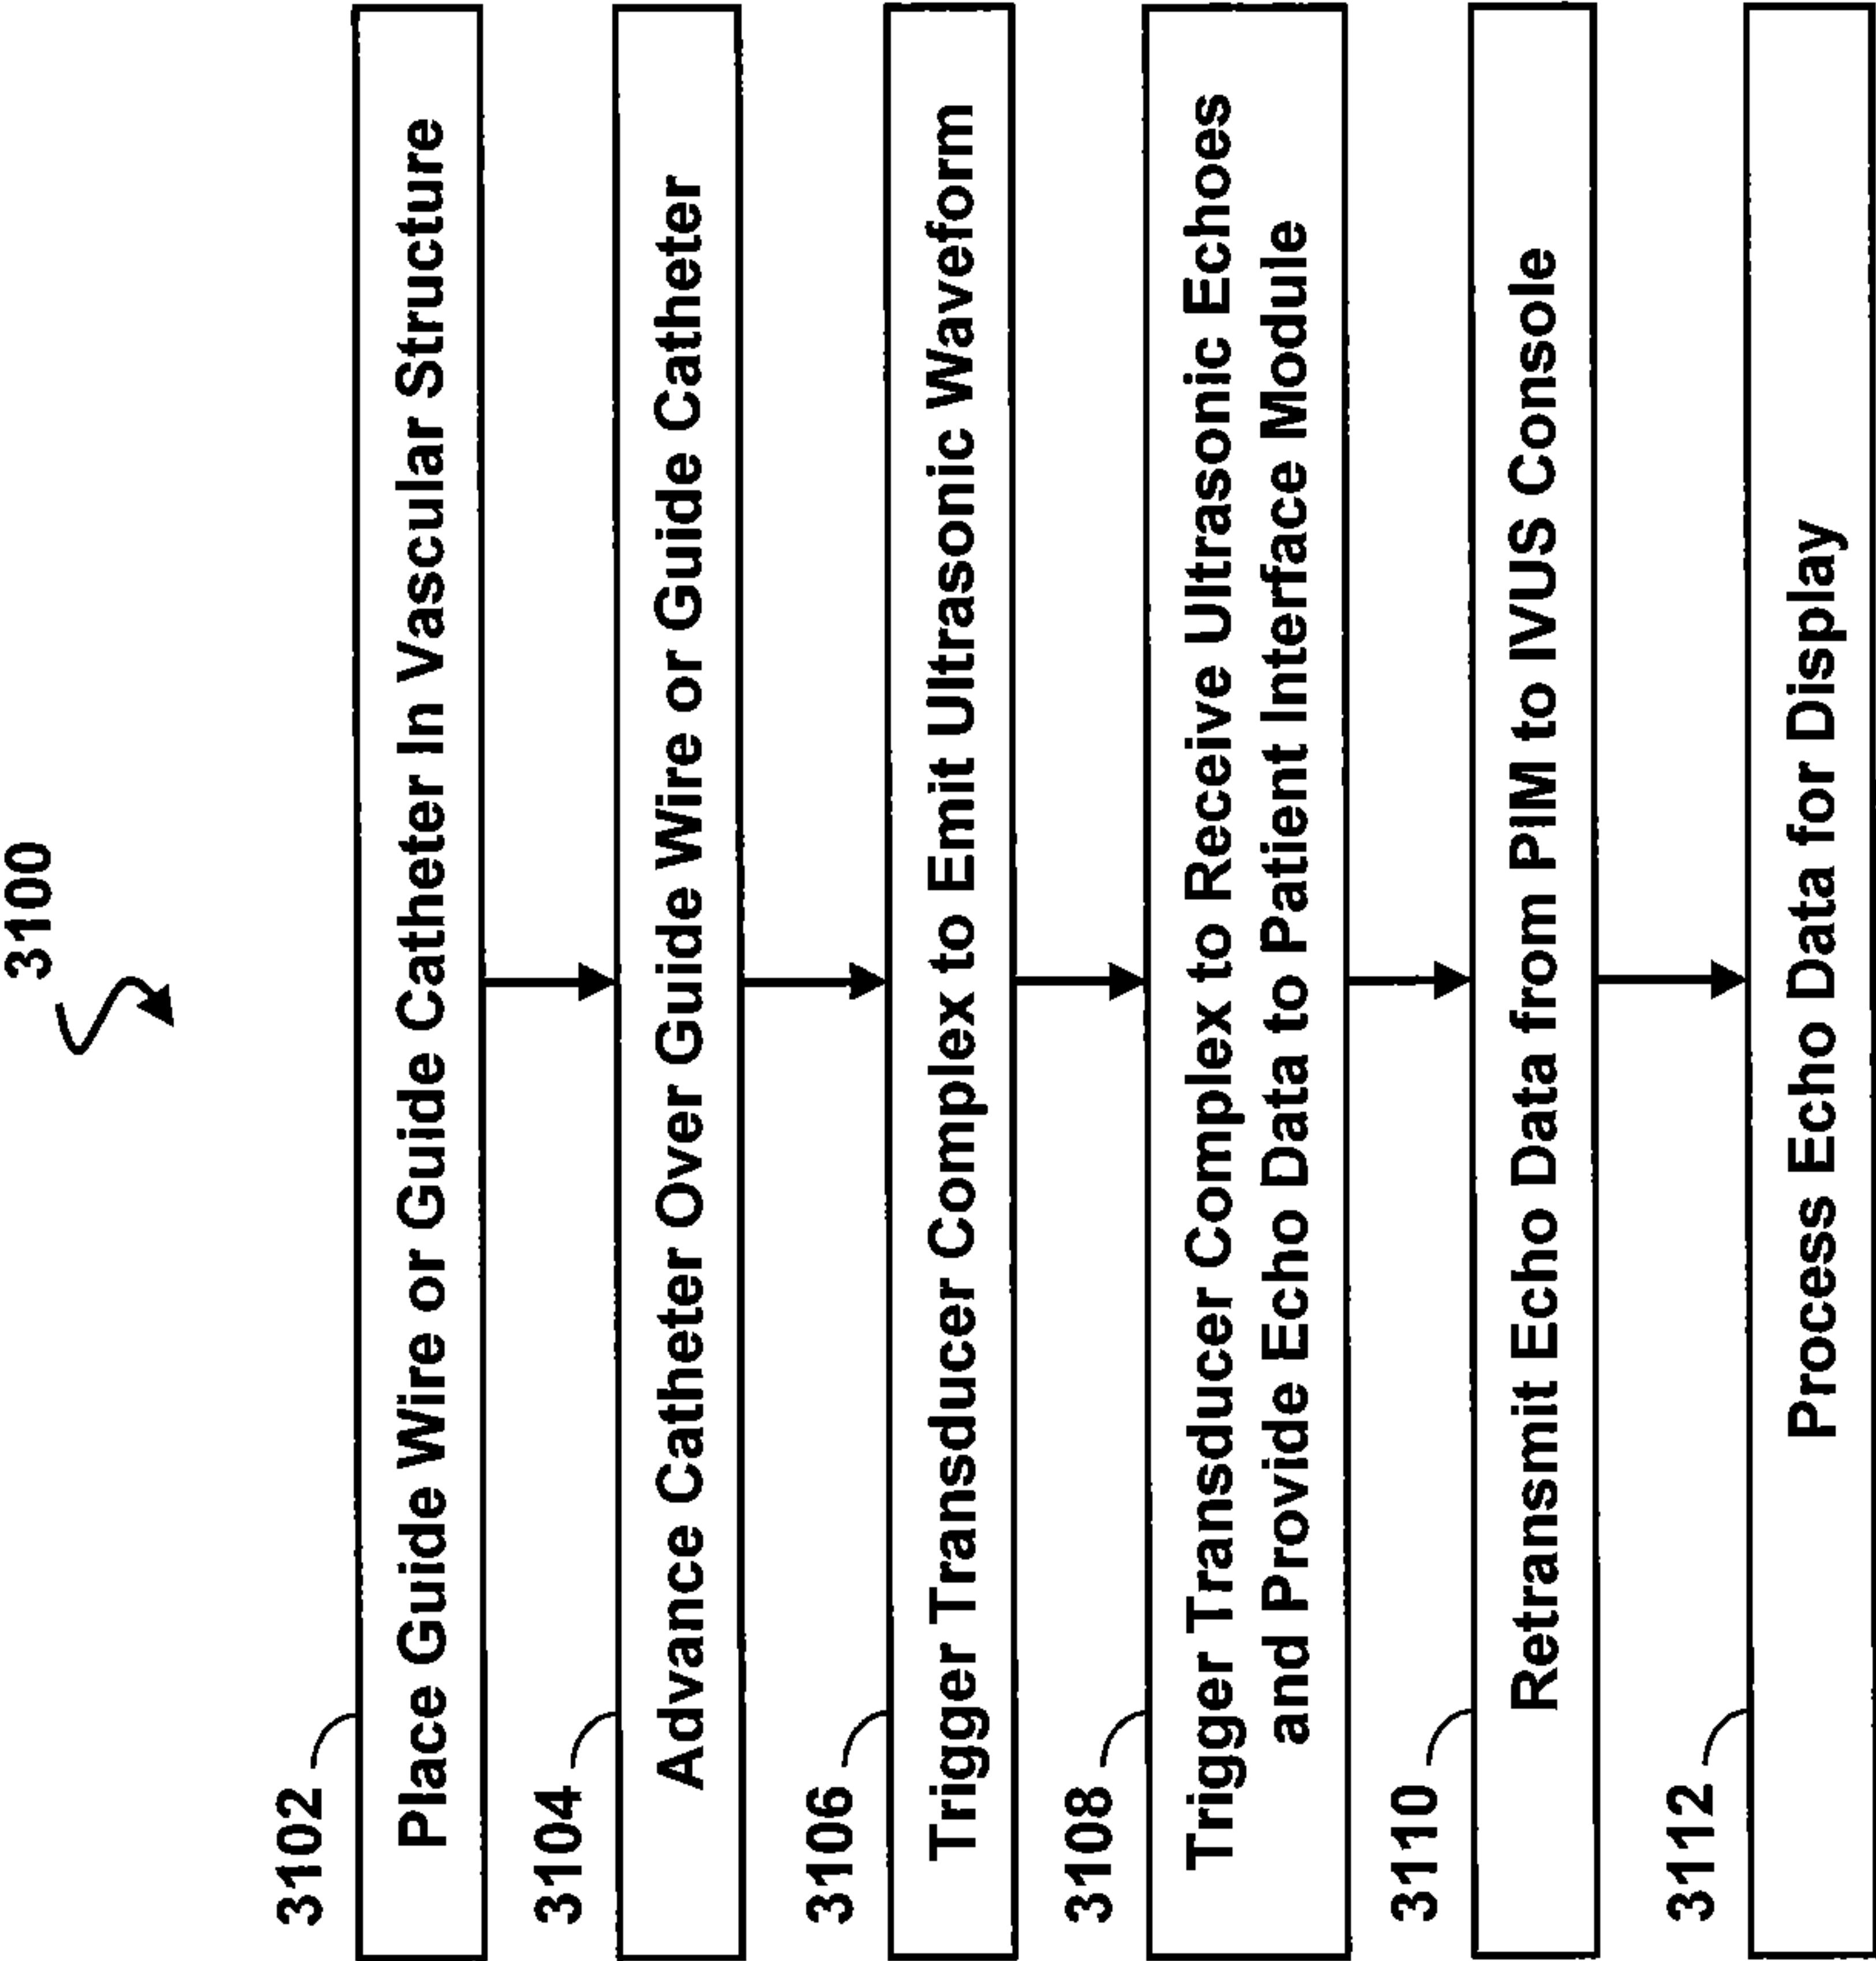 3100
3102
Place Guide Wire or Guide Catheter In Vascular Structure
3104
Advance Catheter Over Guide Wire or Guide Catheter
3106
Trigger Transducer Complex to Emit Ultrasonic Waveform
3108
Trigger Transducer Complex to Receive Ultrasonic Echoes
and Provide Echo Data to Patient Interface Module
3110
Retransmit Echo Data from PIM to IVUS Console
3112
Process Echo Data for Display